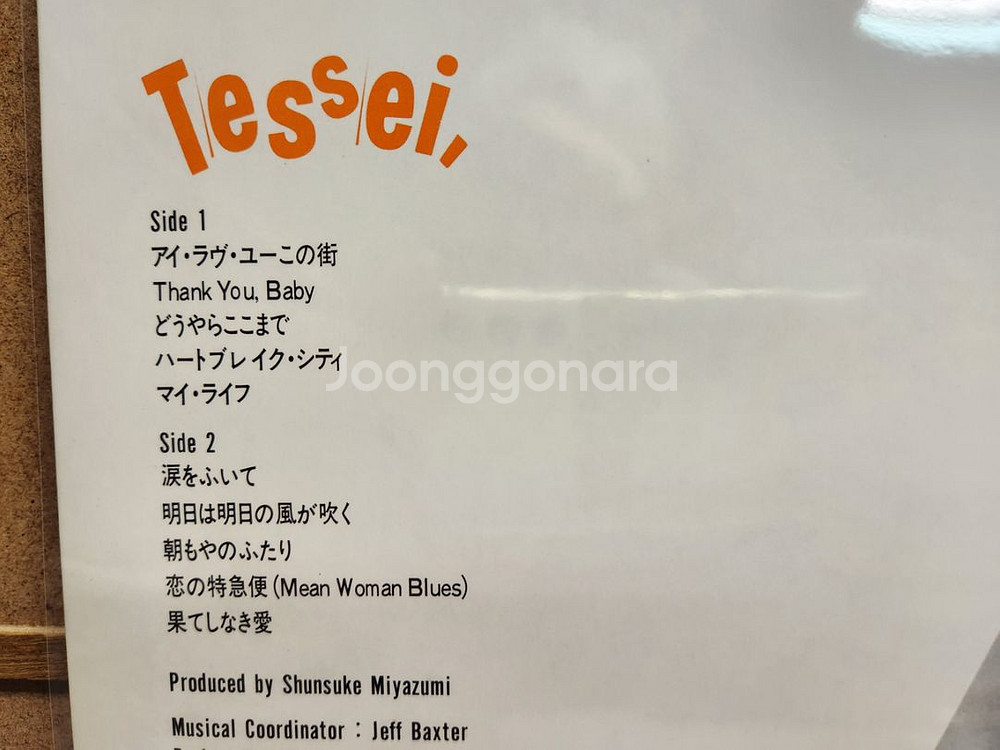 Tessei,
Side 1
アイ・ラヴ・ユーこの街
Thank You, Baby
どうやらここまで
ハートブレイク・シティ
マイ・ライフ
Joonggonara
Side 2
涙をふいて
明日は明日の風が吹く
朝もやのふたり
恋の特急便(Mean Woman Blues)
果てしなき愛
Produced by Shunsuke Miyazumi
Musical Coordinator : Jeff Baxter